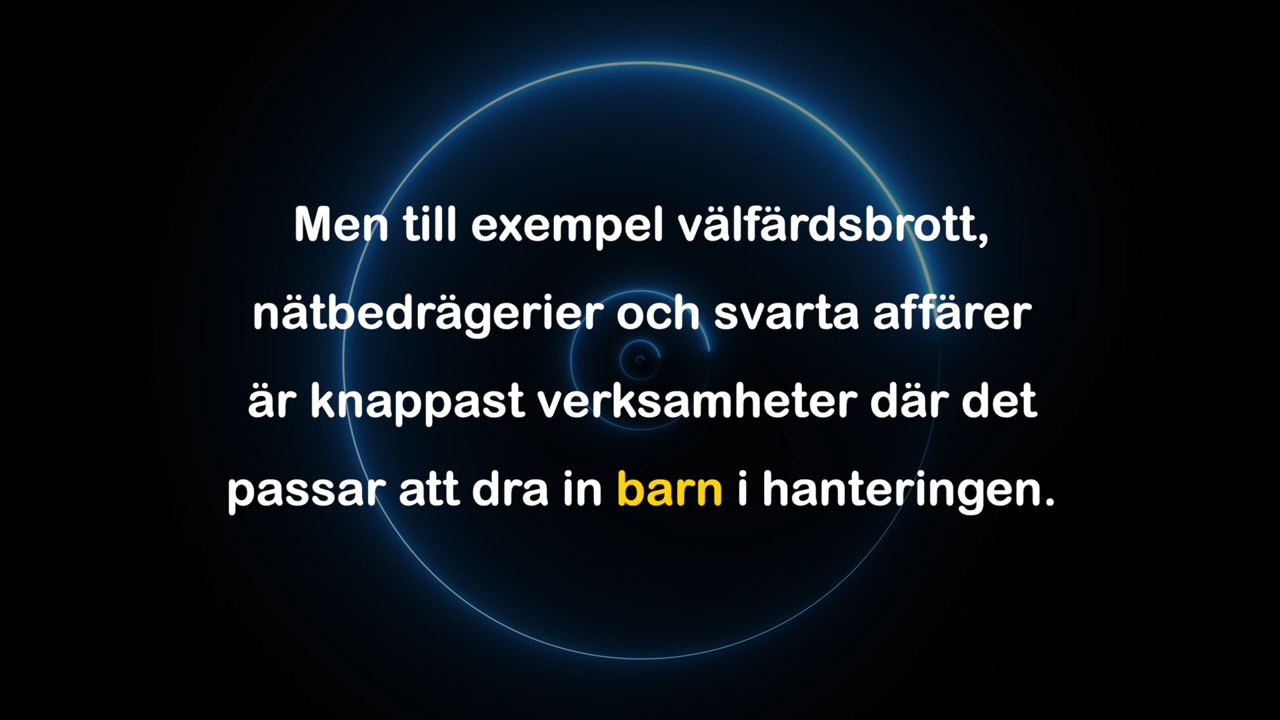 Men till exempel välfärdsbrott,
nätbedrägerier och svarta affärer
är knappast verksamheter där det
passar att dra in barn i hanteringen.